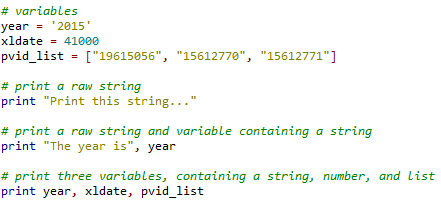 # variables
year = '2015'
xldate = 41000
pvid_list = ["19615056", "15612770", "15612771"]
# print a raw string
print "Print this string..."
# print a raw string and variable containing a string
print "The year is", year
# print three variables, containing a string, number, and list
print year, xldate, pvid_list